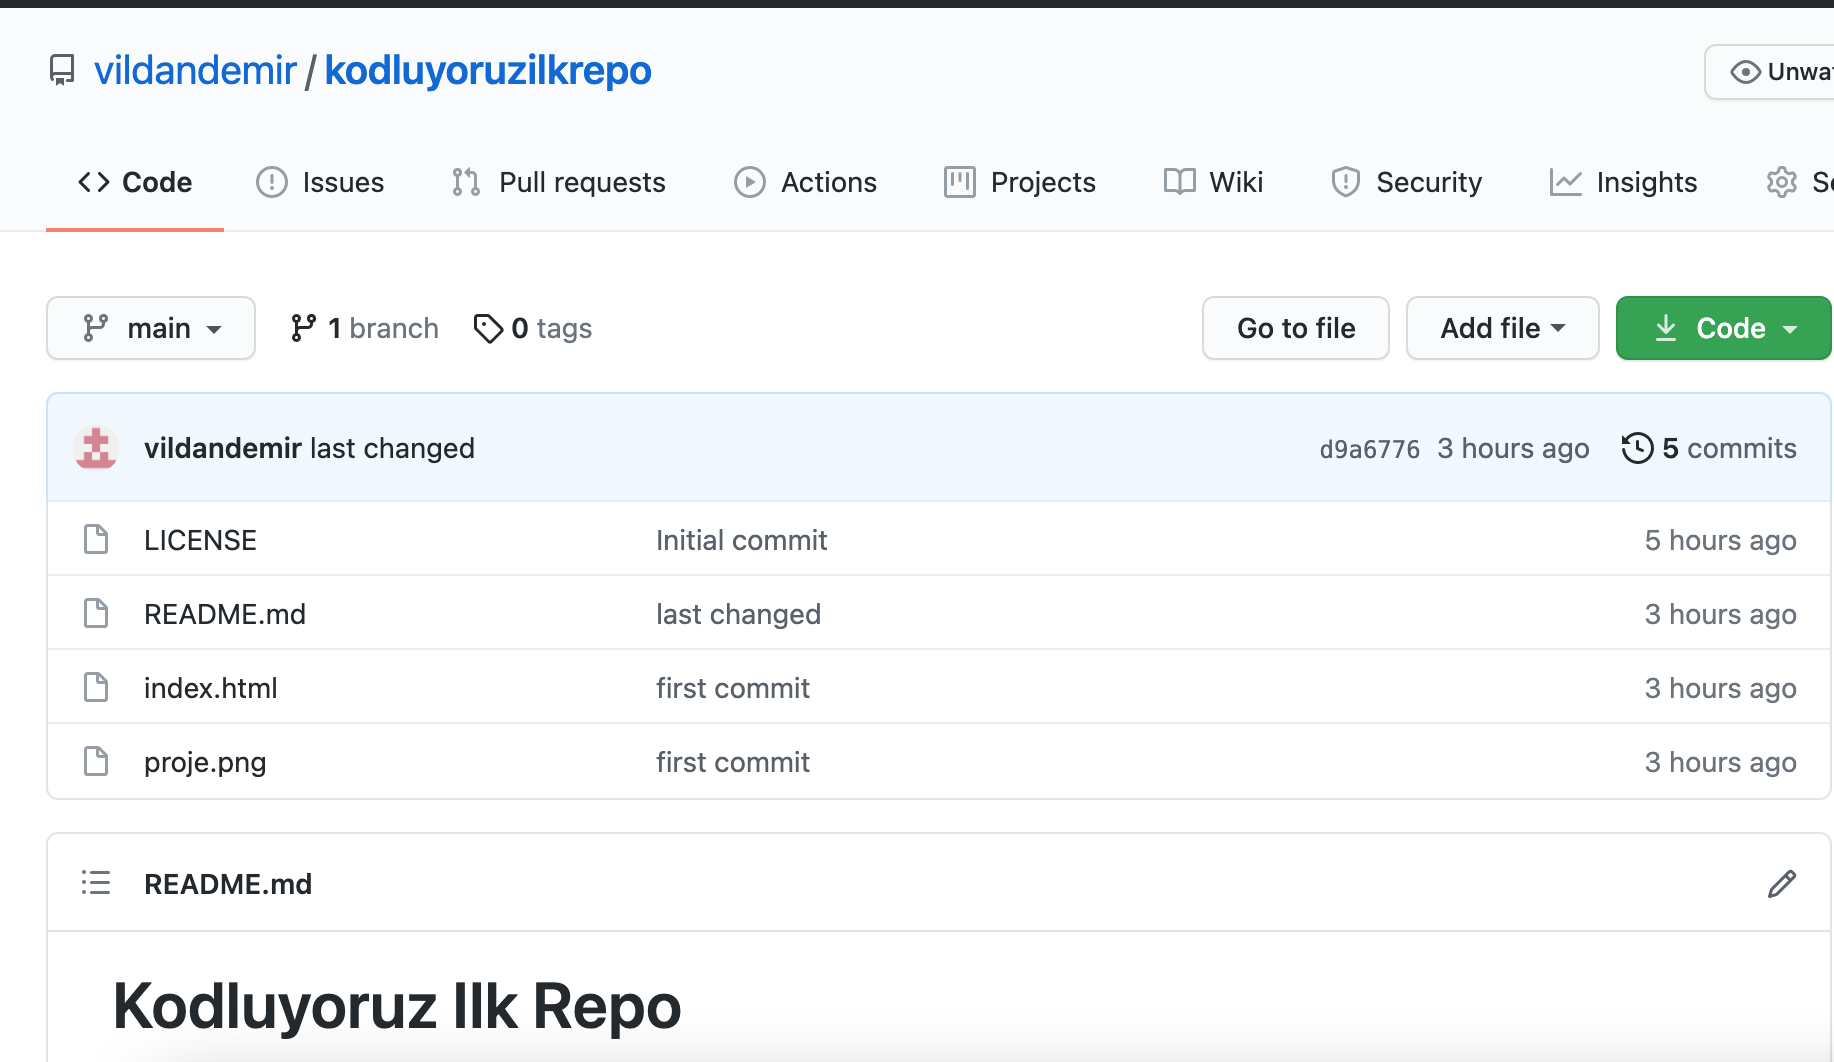 vildandemir / kodluyoruzilkrepo
Unwa
Code Issues Pull requests Actions Projects Wiki Security Insights Se
main 1 branch 0 tags Go to file Add file Code
vildandemir last changed d9a6776 3 hours ago 5 commits
LICENSE Initial commit 5 hours ago
README.md last changed 3 hours ago
index.html first commit 3 hours ago
proje.png first commit 3 hours ago
README.md
Kodluyoruz Ilk Repo